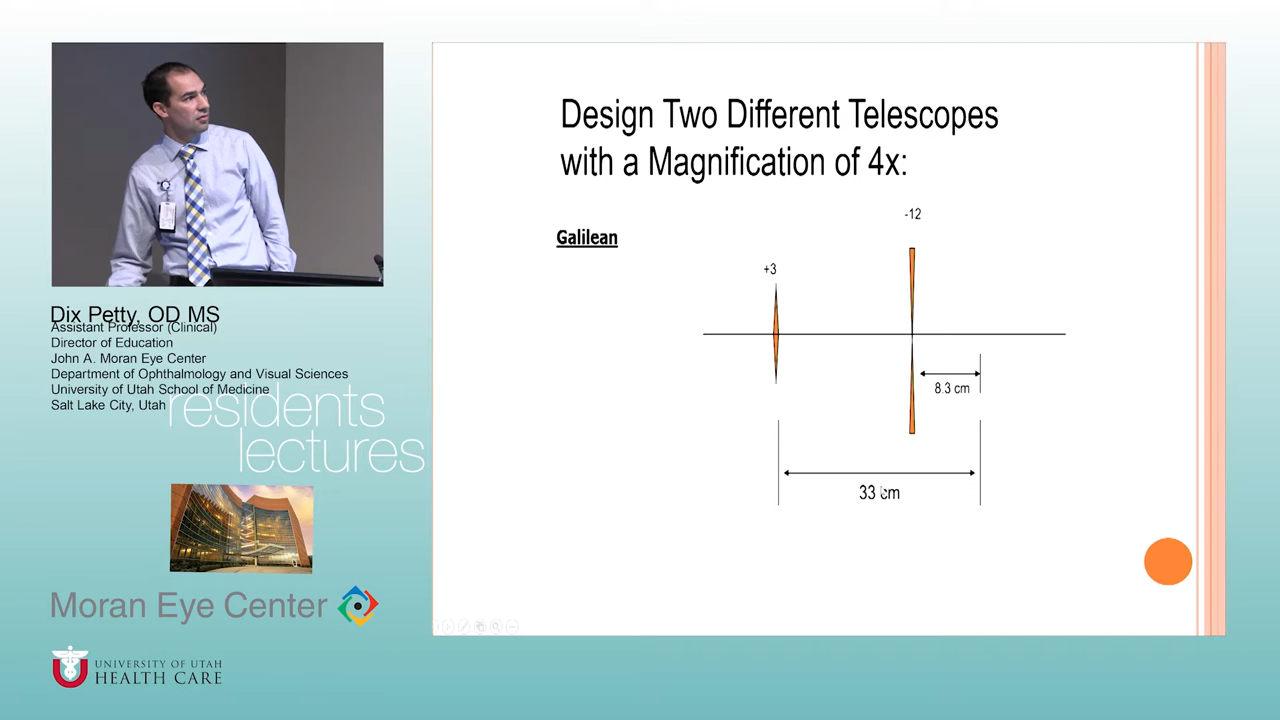 Design Two Different Telescopes
with a Magnification of 4x:
-12
Galilean
+3
8.3 cm
33 cm
Dix Petty, OD MS
Assistant Professor (Clinical)
Director of Education
John A. Moran Eye Center
Department of Ophthalmology and Visual Sciences
University of Utah School of Medicine
Salt Lake City, Utah
residents
lectures
Moran Eye Center
UNIVERSITY OF UTAH
HEALTH CARE